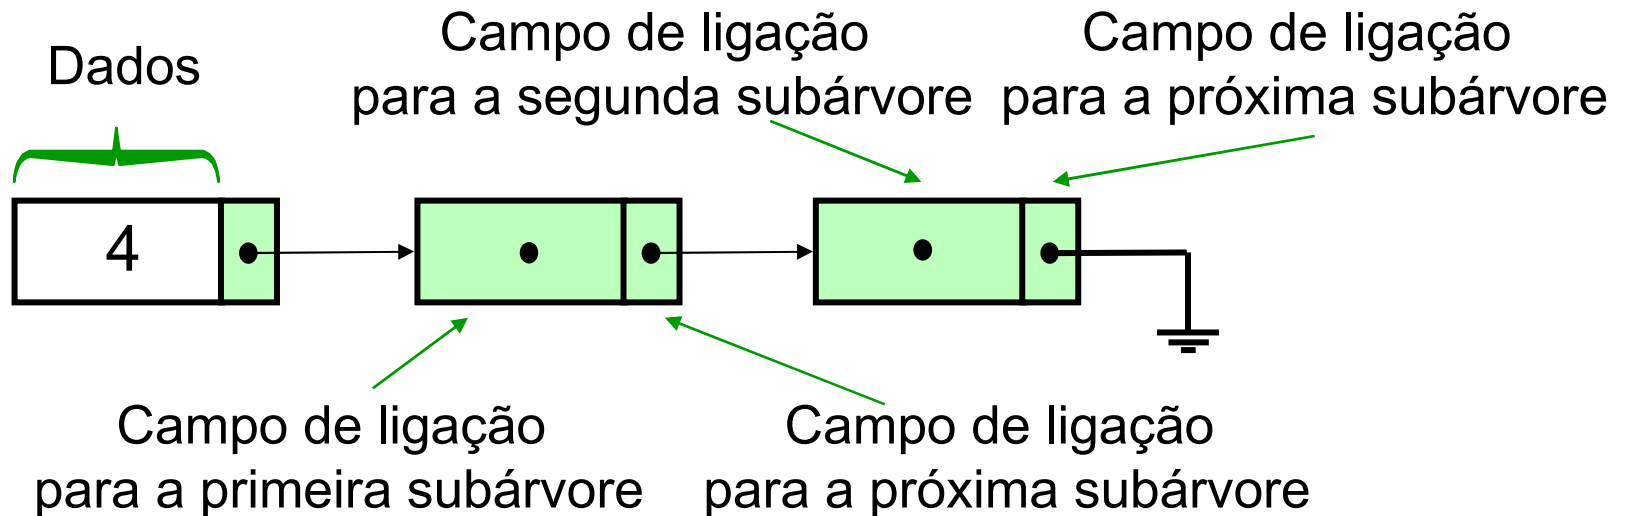 Dados
Campo de ligação
para a segunda subárvore
Campo de ligação
para a próxima subárvore
4
Campo de ligação
para a primeira subárvore
Campo de ligação
para a próxima subárvore